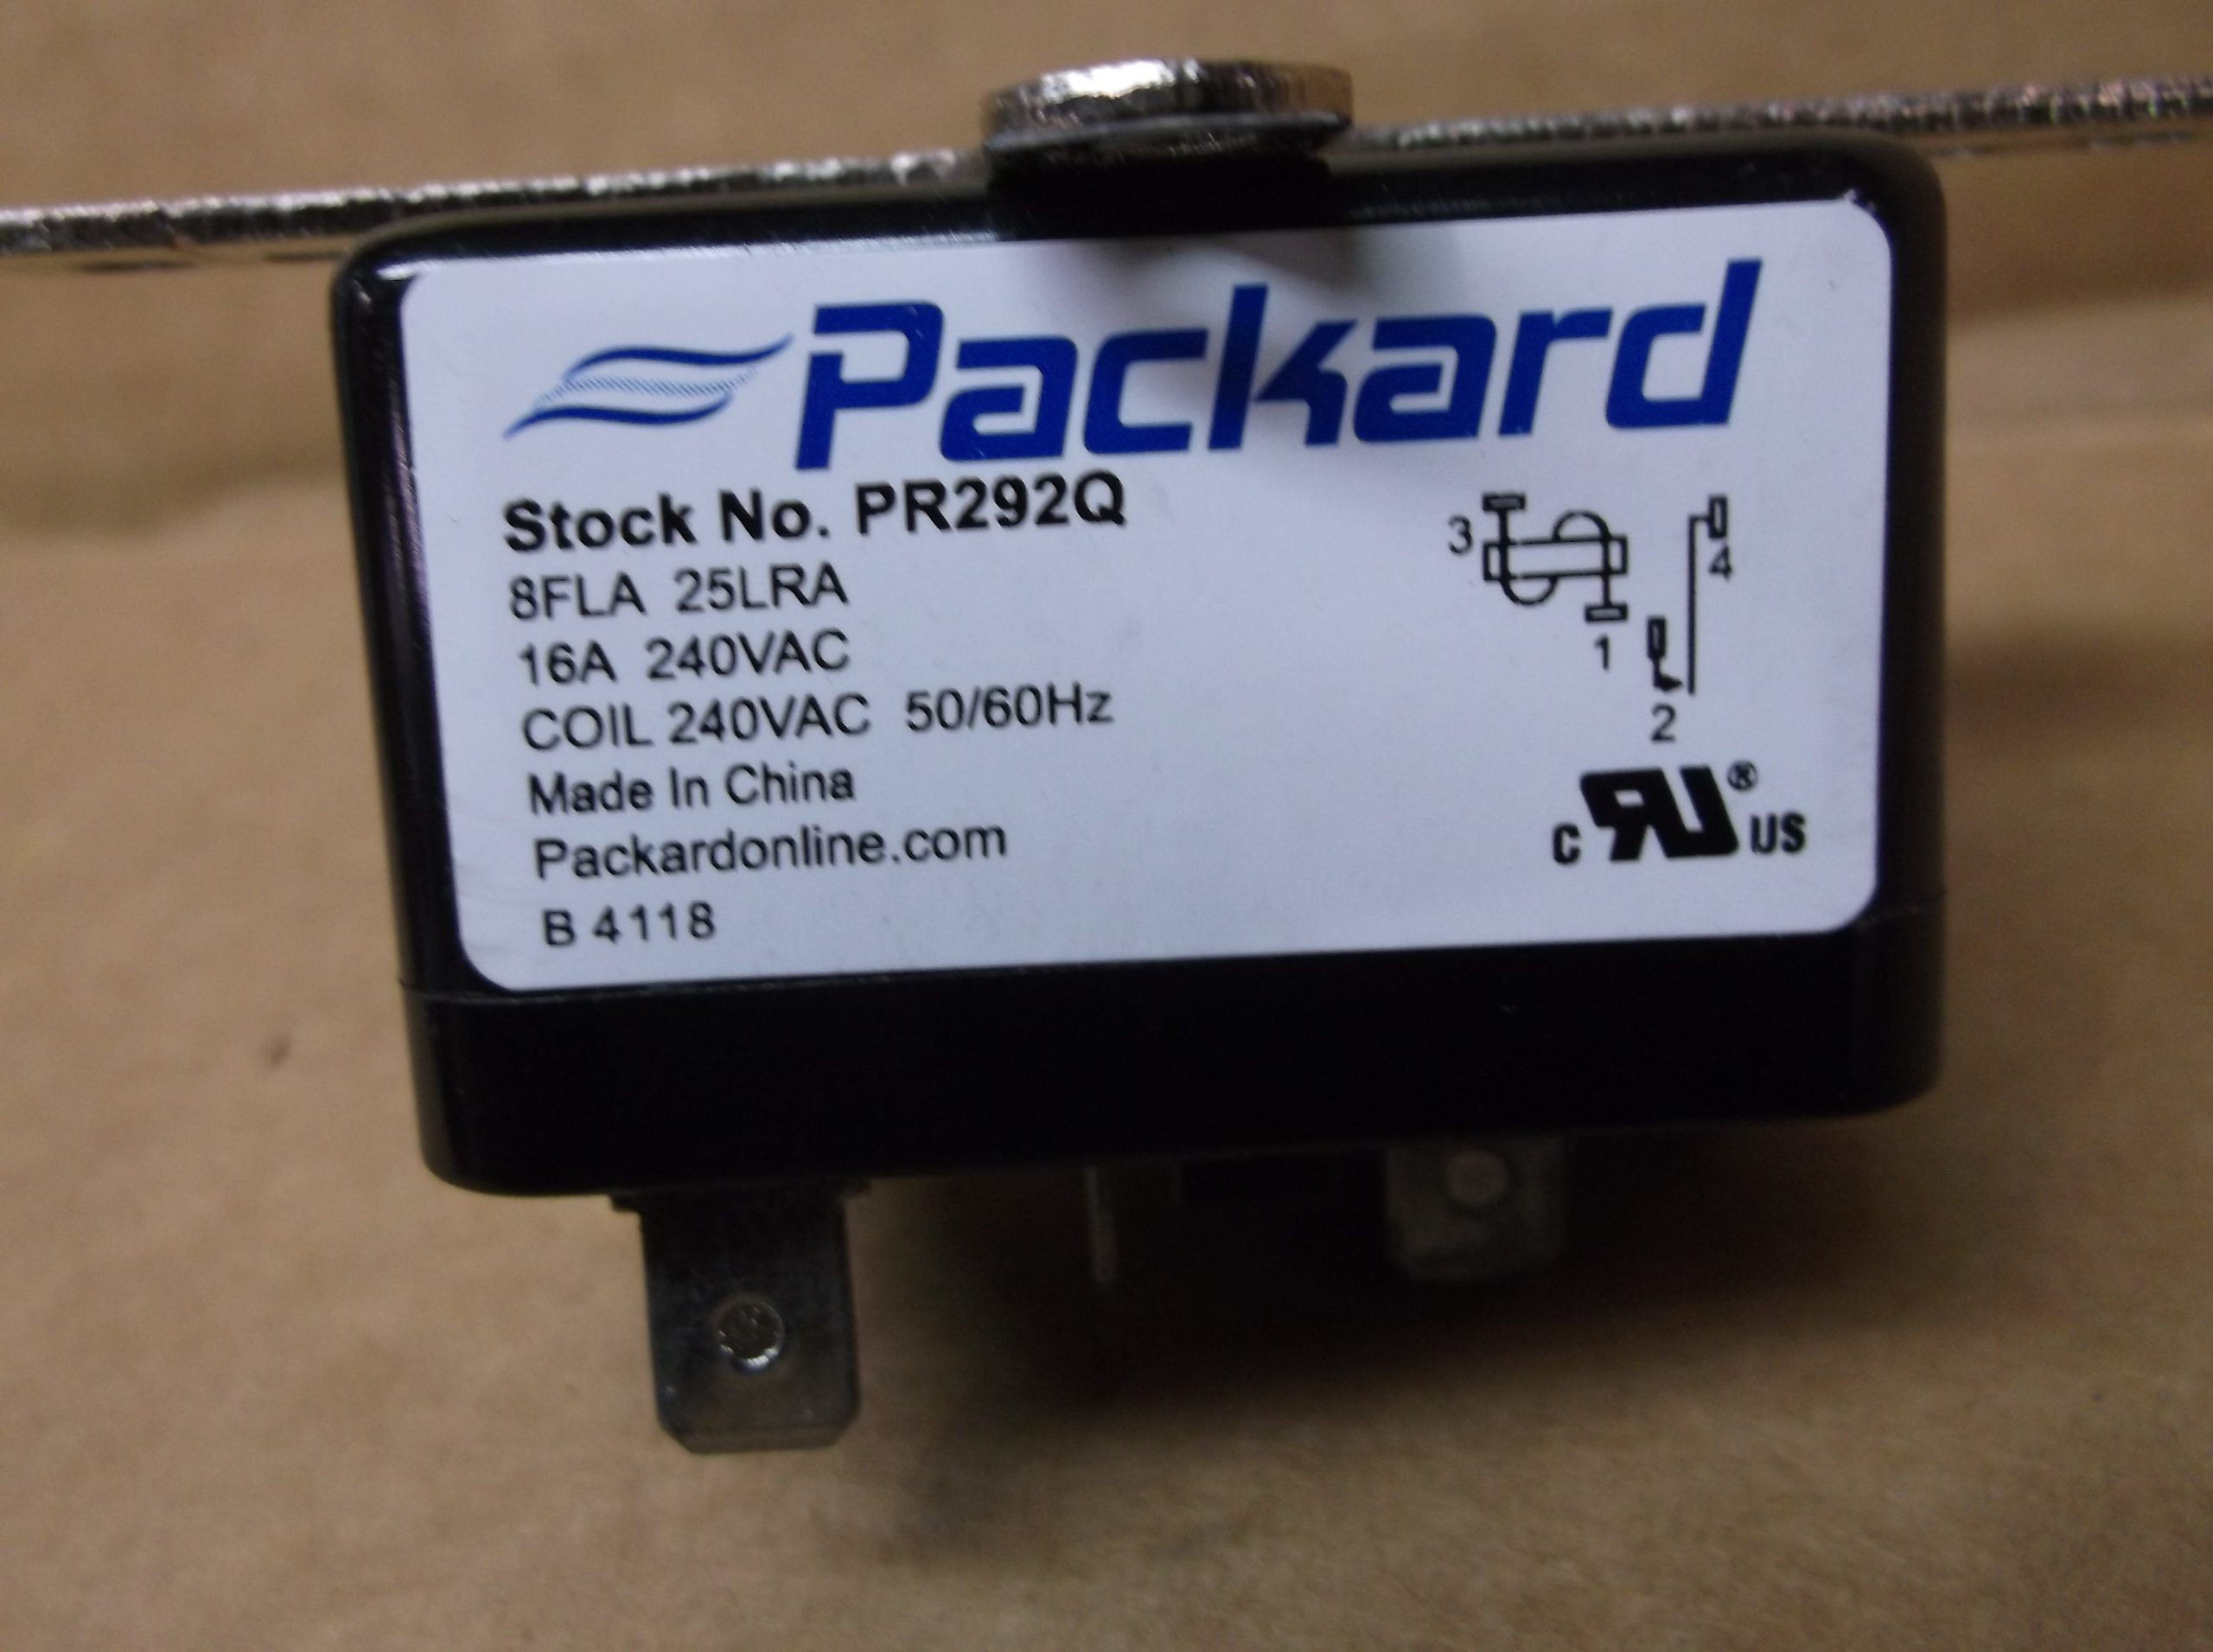 Packard
Stock No. PR292Q
8FLA 25LRA
16A 240VAC
COIL 240VAC 50/60Hz
Made In China
Packardonline.com
B 4118
3
4
1
2
C RU® US